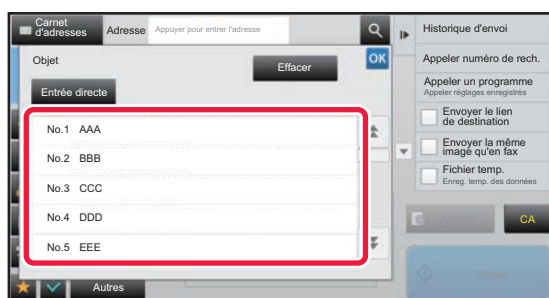 Carnet
d'adresses
Adresse
Appuyer pour entrer l'adresse
Objet
Effacer
OK
Entrée directe
No.1 AAA
No.2 BBB
No.3 CCC
No.4 DDD
No.5 EEE
Autres
Historique d'envoi
Appeler numéro de rech.
Appeler un programme
Appeler réglages enregistrés
Envoyer le lien
de destination
Envoyer la même
image qu'en fax
Fichier temp.
Enreg. temp. des données
CA
Départ